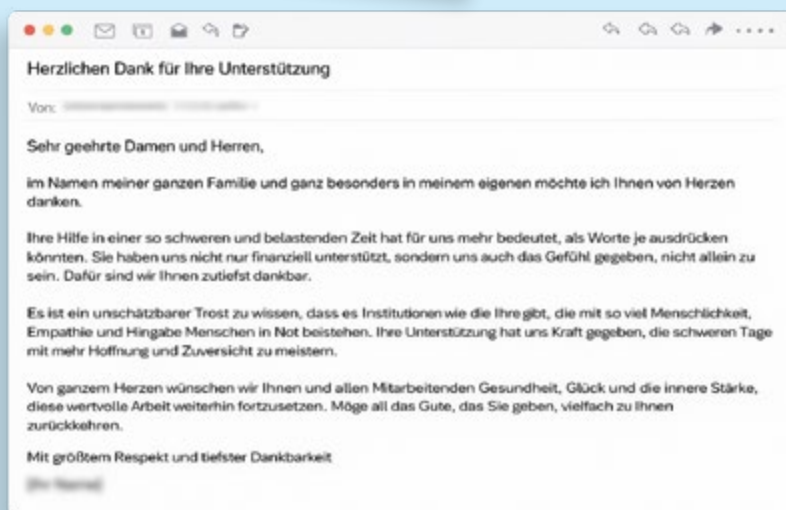 Herzlichen Dank für Ihre Unterstützung
Von:
Sehr geehrte Damen und Herren,
im Namen meiner ganzen Familie und ganz besonders in meinem eigenen möchte ich Ihnen von Herzen
danken.
Ihre Hilfe in einer so schweren und belastenden Zeit hat für uns mehr bedeutet, als Worte je ausdrücken
könnten. Sie haben uns nicht nur finanziell unterstützt, sondern uns auch das Gefühl gegeben, nicht allein zu
sein. Dafür sind wir Ihnen zutiefst dankbar.
Es ist ein unschätzbarer Trost zu wissen, dass es Institutionen wie die Ihre gibt, die mit so viel Menschlichkeit,
Empathie und Hingabe Menschen in Not beistehen. Ihre Unterstützung hat uns Kraft gegeben, die schweren Tage
mit mehr Hoffnung und Zuversicht zu meistern.
Von ganzem Herzen wünschen wir Ihnen und allen Mitarbeitenden Gesundheit, Glück und die innere Stärke,
diese wertvolle Arbeit weiterhin fortzusetzen. Möge all das Gute, das Sie geben, vielfach zu Ihnen
zurückkehren.
Mit größtem Respekt und tiefster Dankbarkeit